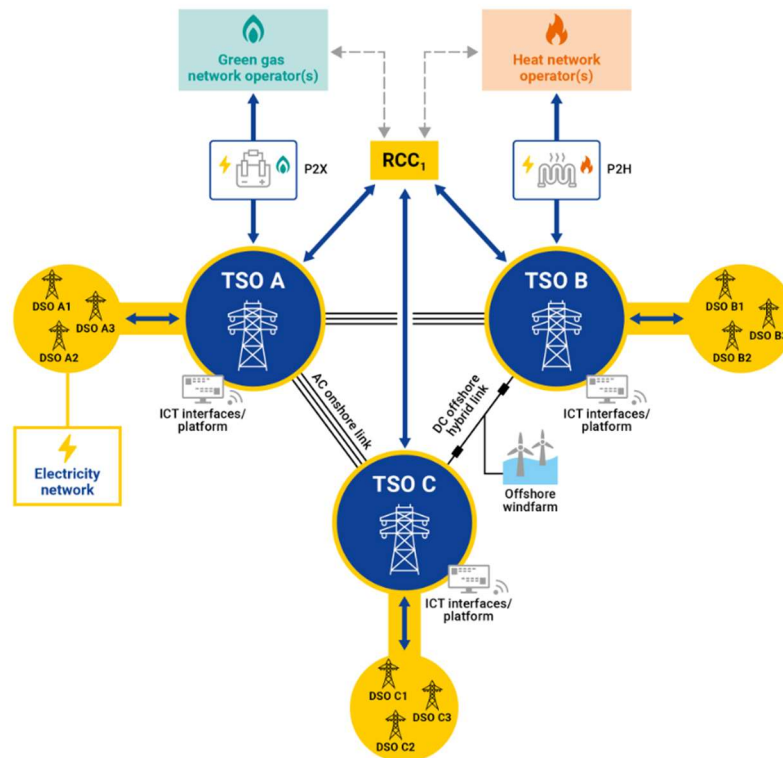 Green gas
network operator(s)
Heat network
operator(s)
RCC1
P2X
P2H
TSO A
TSO B
DSO A1
DSO A3
DSO A2
DSO B1
DSO B3
DSO B2
ICT interfaces/
platform
AC onshore link
DC offshore
hybrid link
ICT interfaces/
platform
Electricity
network
TSO C
Offshore
windfarm
ICT interfaces/
platform
DSO C1
DSO C3
DSO C2